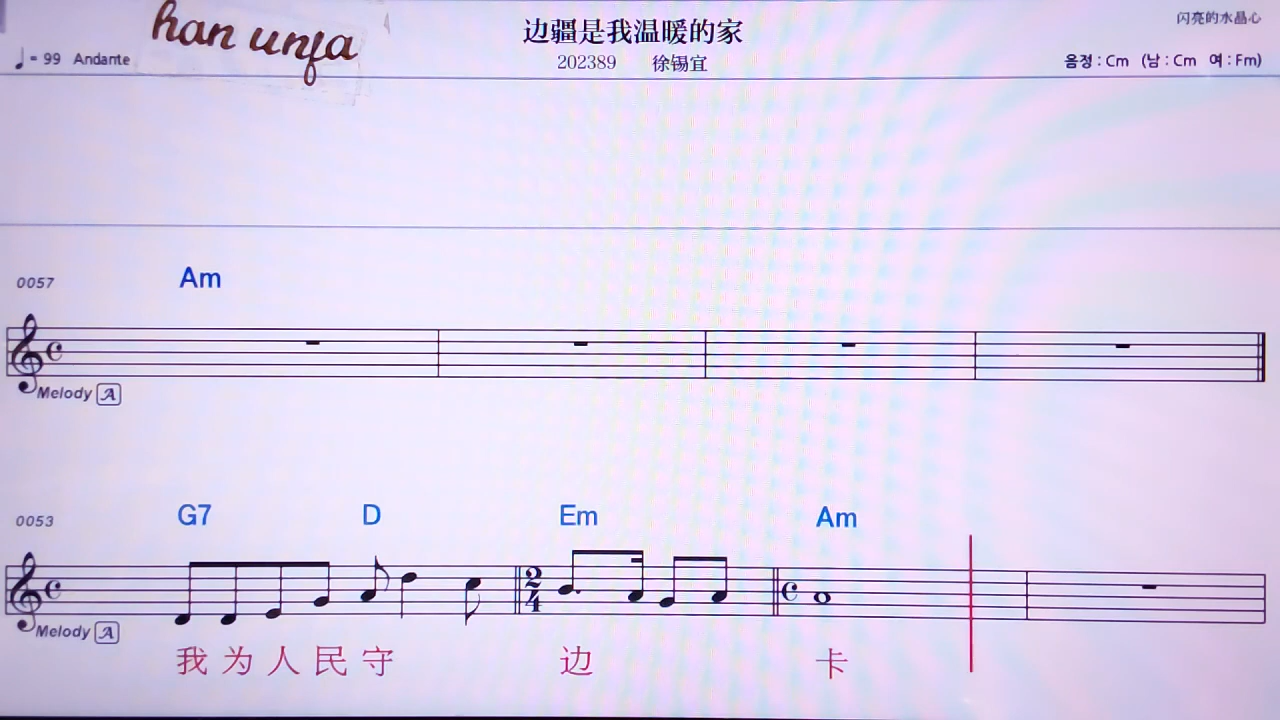 han unja
边疆是我温暖的家
闪亮的水晶心
♩= 99 Andante
202389 徐锡宜
음정 : Cm (남 : Cm 여 : Fm)
0057 Am
Melody A
0053 G7 D Em Am
2/4
Melody A
我为人民守 边 卡